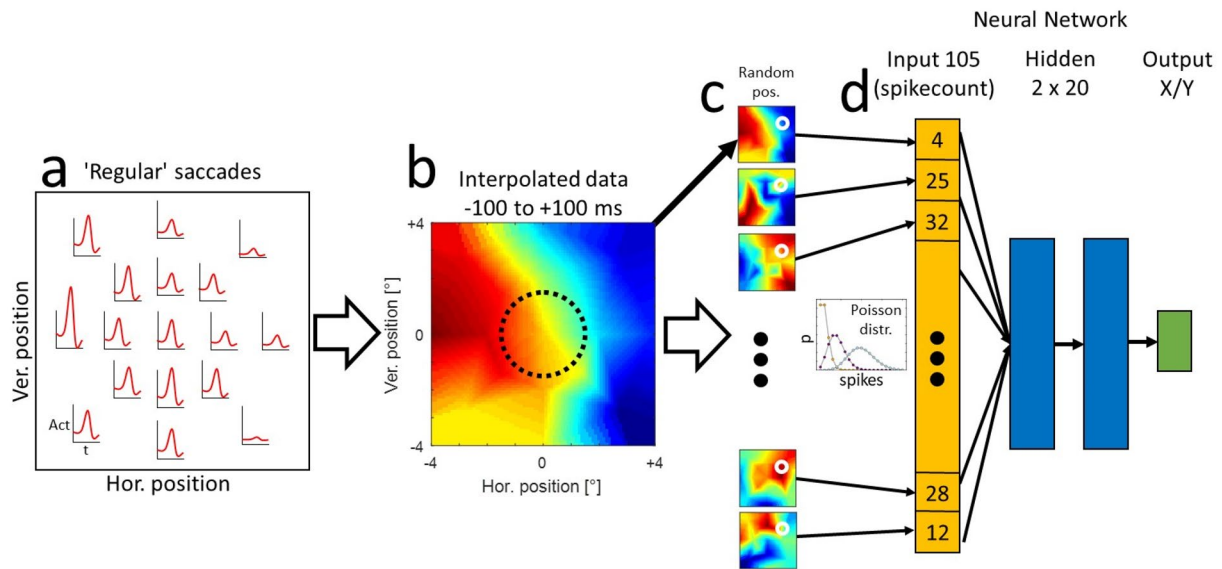 Neural Network
Input 105
(spikecount)
Hidden
2 x 20
Output
X/Y
a
'Regular' saccades
Ver. position
Act
t
Hor. position
b
Interpolated data
-100 to +100 ms
+4
0
-4
Ver. position [°]
-4
0
+4
Hor. position [°]
c
Random
pos.
Poisson
distr.
p
spikes
d
4
25
32
28
12